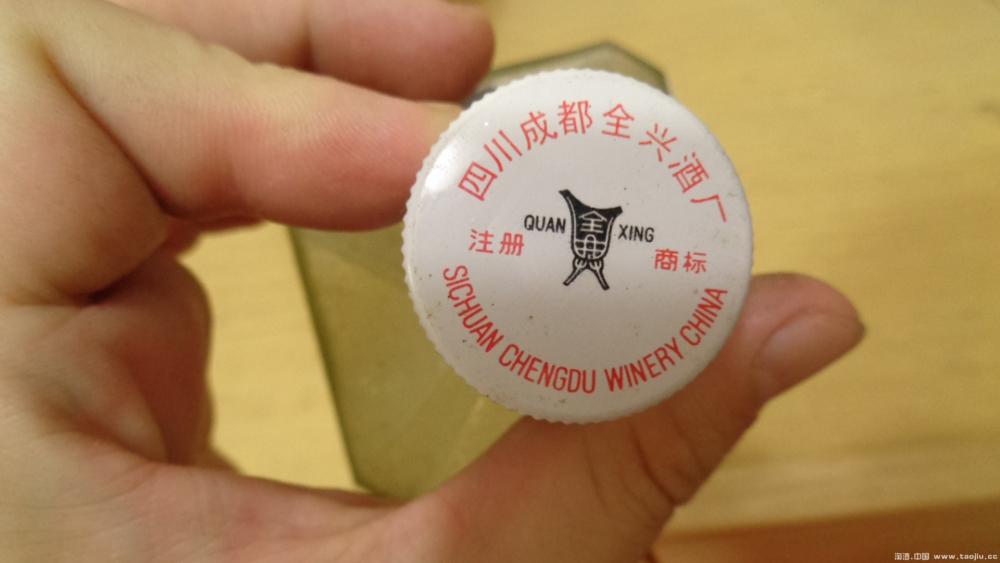 四川成都全兴酒厂
QUAN XING
注册 商标
SICHUAN CHENGDU WINERY CHINA
淘酒.中国 www.taojiu.cc